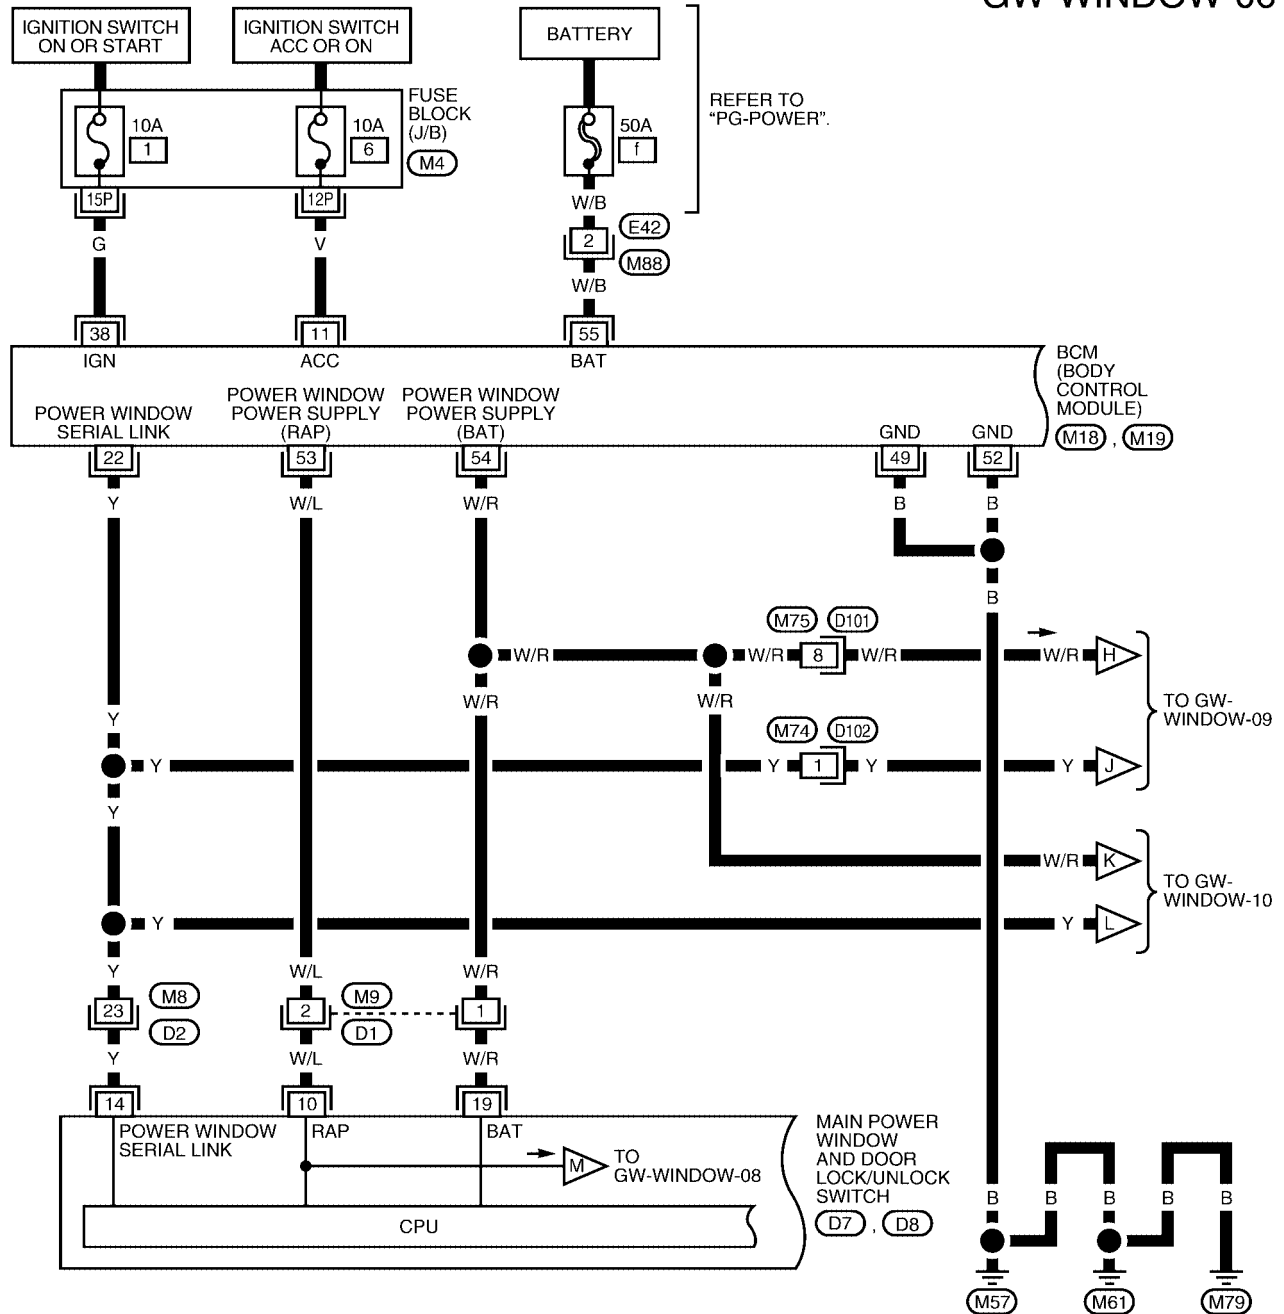 IGNITION SWITCH
ON OR START
IGNITION SWITCH
ACC OR ON
BATTERY
REFER TO
"PG-POWER".
FUSE
BLOCK
(J/B)
M4
10A
1
10A
6
50A
f
15P
12P
W/B
G
V
2
E42
M88
W/B
38
11
55
IGN
ACC
BAT
BCM
(BODY
CONTROL
MODULE)
M18 , M19
POWER WINDOW
SERIAL LINK
POWER WINDOW
POWER SUPPLY
(RAP)
POWER WINDOW
POWER SUPPLY
(BAT)
GND
GND
22
53
54
49
52
Y
W/L
W/R
B
B
B
M75
D101
W/R
W/R
8
W/R
W/R
H
W/R
W/R
TO GW-
WINDOW-09
Y
M74
D102
Y
Y
1
Y
Y
J
Y
W/R
K
TO GW-
WINDOW-10
Y
Y
L
Y
W/L
W/R
23
M8
D2
2
M9
D1
1
Y
W/L
W/R
14
10
19
POWER WINDOW
SERIAL LINK
RAP
BAT
M
TO
GW-WINDOW-08
CPU
MAIN POWER
WINDOW
AND DOOR
LOCK/UNLOCK
SWITCH
D7 , D8
B
B
B
B
B
M57
M61
M79